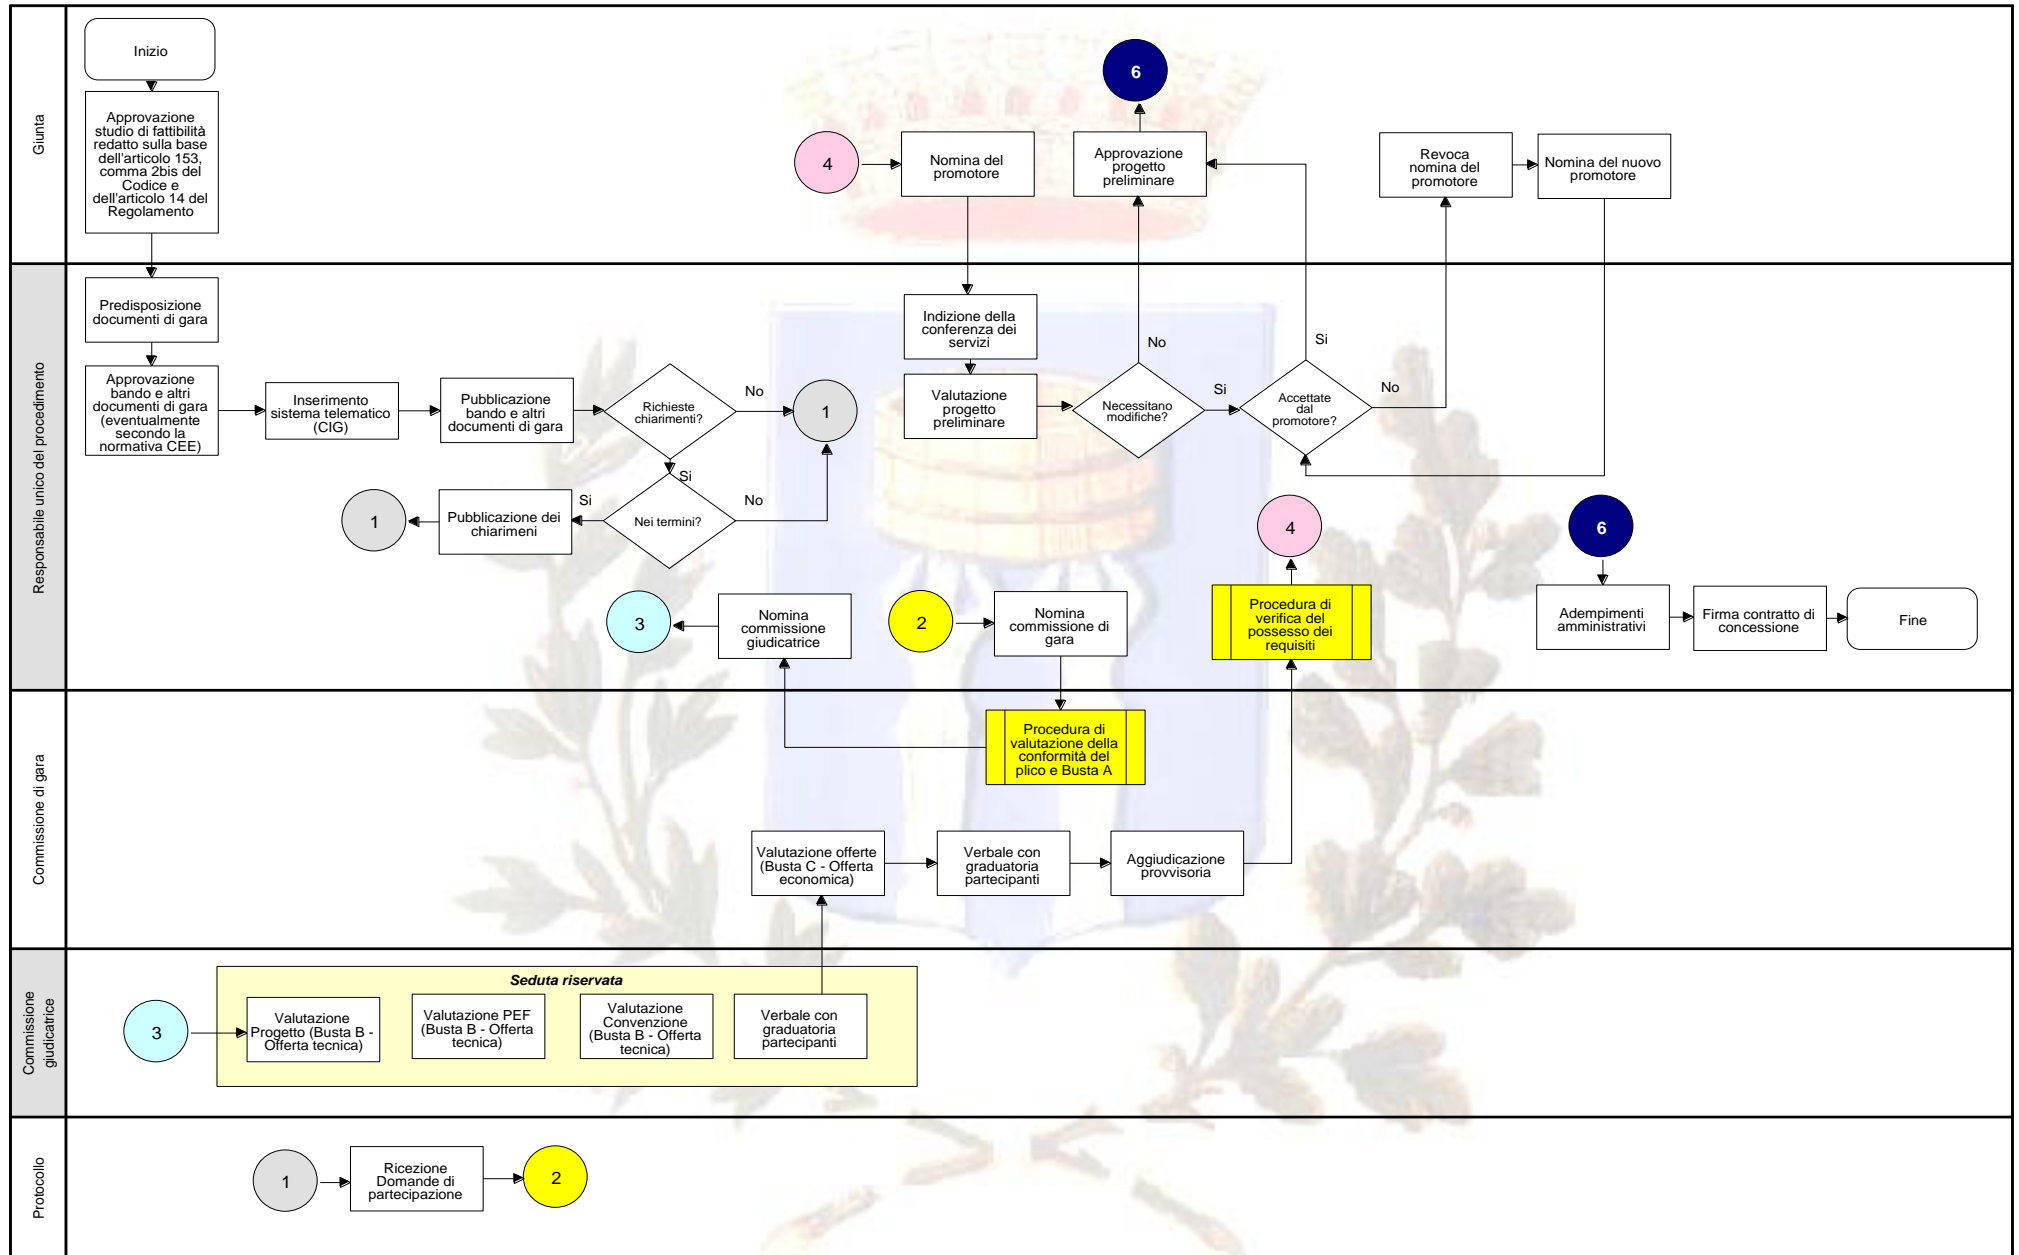 Giunta
Inizio
Approvazione
studio di fattibilità
redatto sulla base
dell'articolo 153,
comma 2bis del
Codice e
dell'articolo 14 del
Regolamento
4
Nomina del
promotore
6
Approvazione
progetto
preliminare
Revoca
nomina del
promotore
Nomina del nuovo
promotore
Responsabile unico del procedimento
Predisposizione
documenti di gara
Approvazione
bando e altri
documenti di gara
(eventualmente
secondo la
normativa CEE)
Inserimento
sistema telematico
(CIG)
Pubblicazione
bando e altri
documenti di gara
Richieste
chiarimenti?
No
1
Si
Nei termini?
No
Si
Pubblicazione dei
chiarimeni
1
Indizione della
conferenza dei
servizi
Valutazione
progetto
preliminare
Necessitano
modifiche?
No
Si
Accettate
dal
promotore?
Si
No
3
Nomina
commissione
giudicatrice
2
Nomina
commissione di
gara
4
Procedura di
verifica del
possesso dei
requisiti
6
Adempimenti
amministrativi
Firma contratto di
concessione
Fine
Commissione di gara
Procedura di
valutazione della
conformità del
plico e Busta A
Valutazione offerte
(Busta C - Offerta
economica)
Verbale con
graduatoria
partecipanti
Aggiudicazione
provvisoria
Commissione
giudicatrice
3
Seduta riservata
Valutazione
Progetto (Busta B -
Offerta tecnica)
Valutazione PEF
(Busta B - Offerta
tecnica)
Valutazione
Convenzione
(Busta B - Offerta
tecnica)
Verbale con
graduatoria
partecipanti
Protocollo
1
Ricezione
Domande di
partecipazione
2